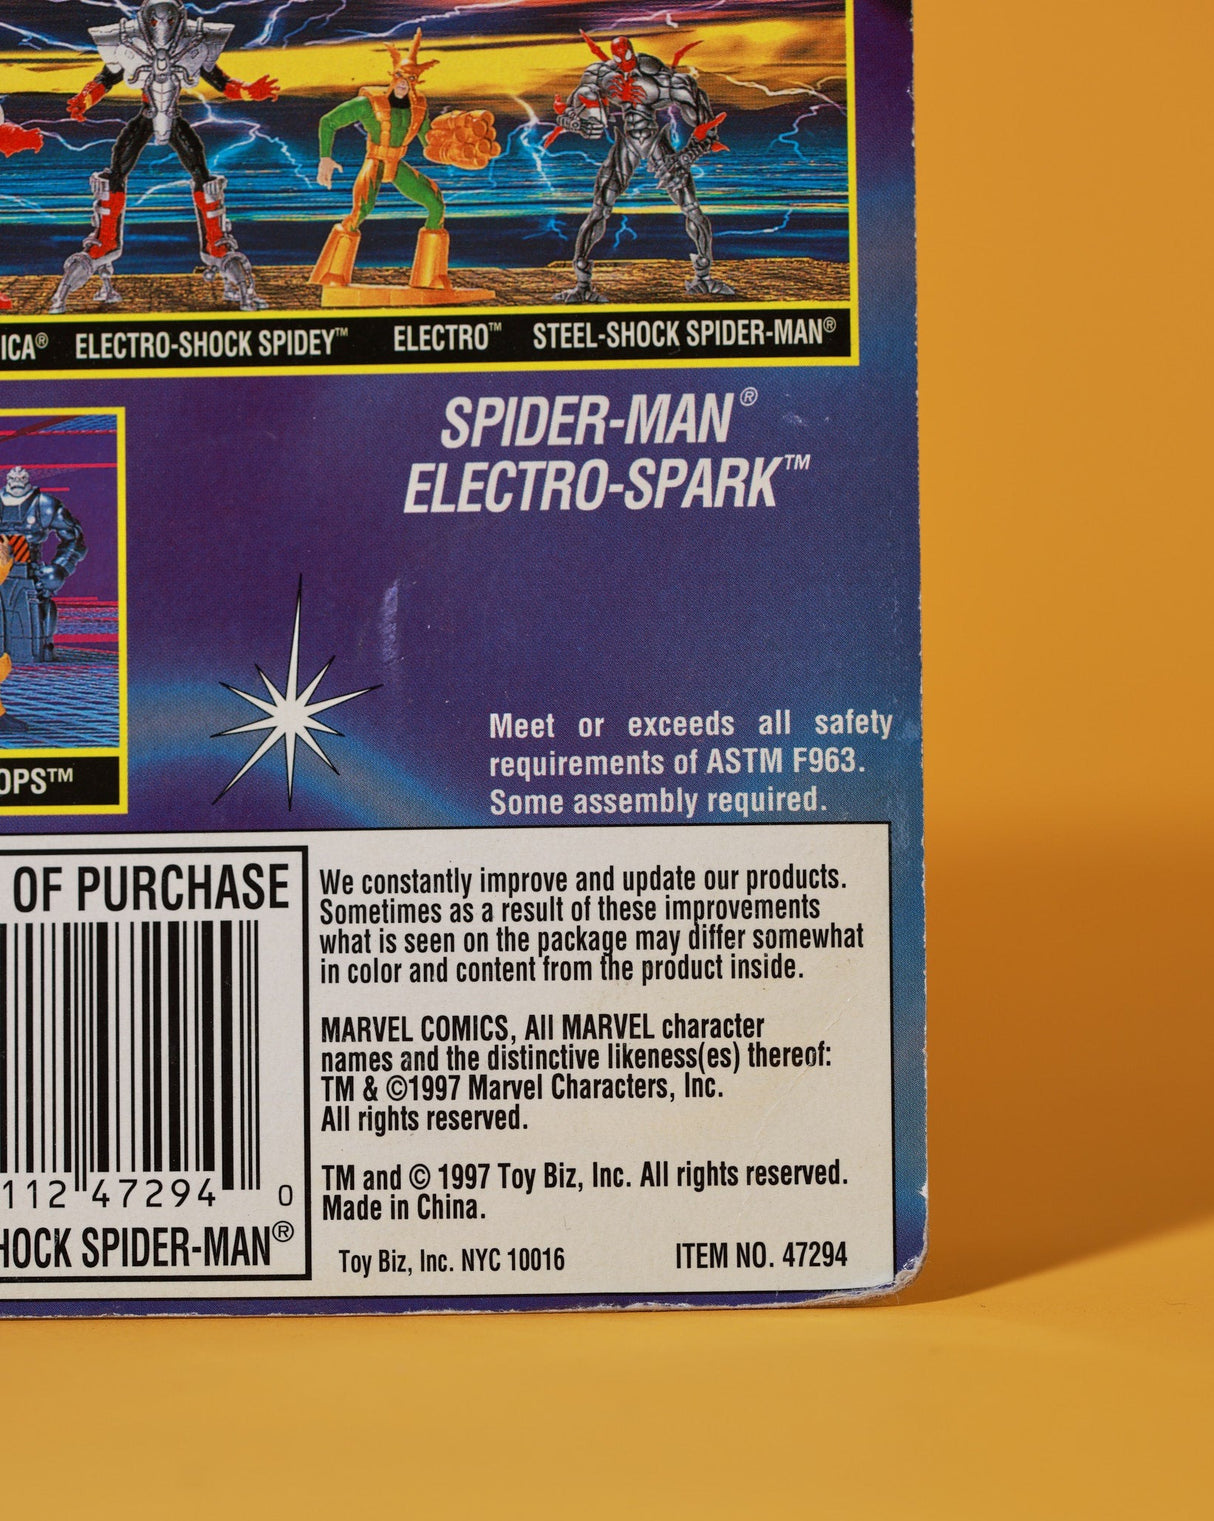 ICA® ELECTRO-SHOCK SPIDEY™ ELECTRO™ STEEL-SHOCK SPIDER-MAN®
SPIDER-MAN®
ELECTRO-SPARK™
OPS™
Meet or exceeds all safety
requirements of ASTM F963.
Some assembly required.
OF PURCHASE
112 47294 0
HOCK SPIDER-MAN®
We constantly improve and update our products.
Sometimes as a result of these improvements
what is seen on the package may differ somewhat
in color and content from the product inside.
MARVEL COMICS, All MARVEL character
names and the distinctive likeness(es) thereof:
TM & ©1997 Marvel Characters, Inc.
All rights reserved.
TM and © 1997 Toy Biz, Inc. All rights reserved.
Made in China.
Toy Biz, Inc. NYC 10016 ITEM NO. 47294